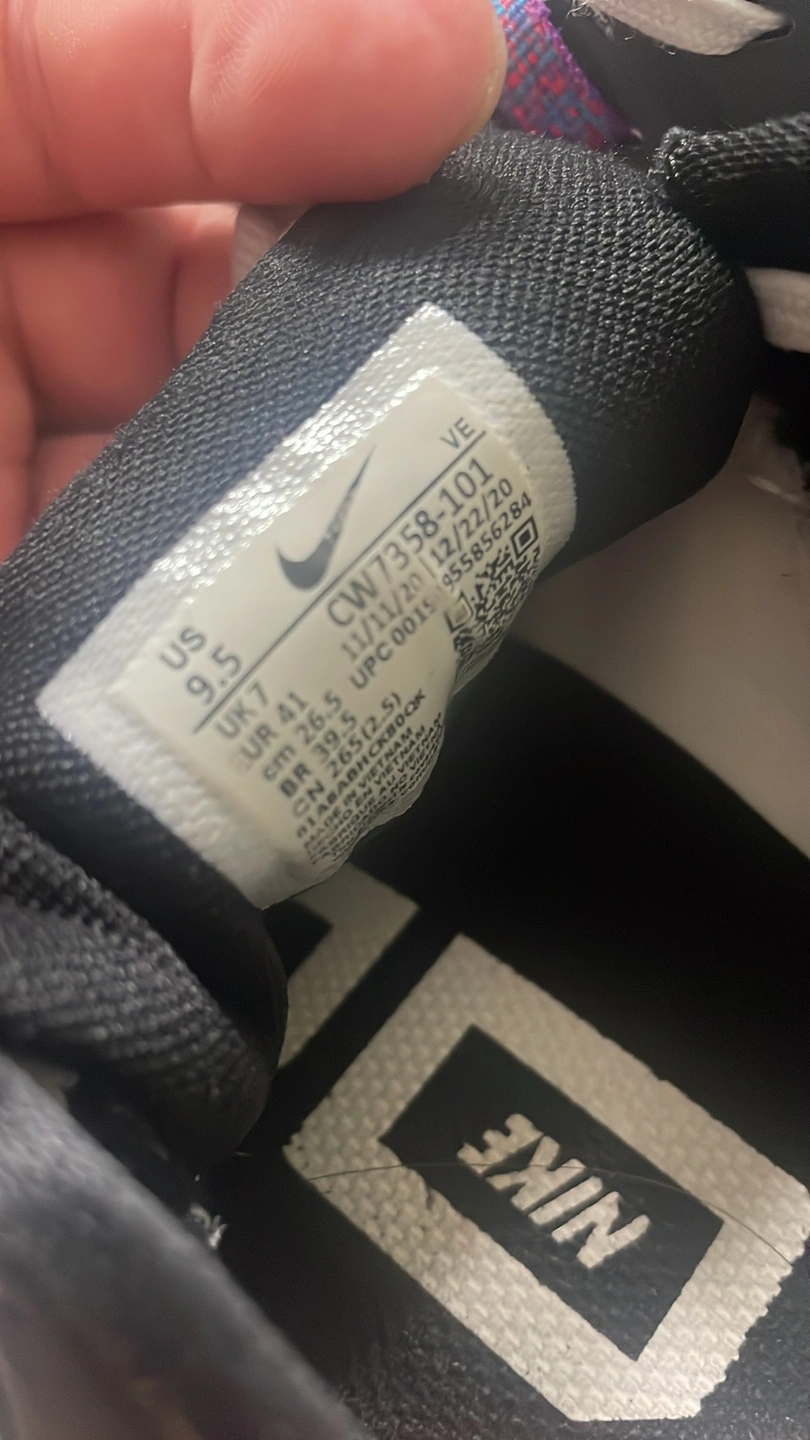 VE
US
9.5
CW7358-101
11/11/20 12/22/20
UPC 00195 955856284
UK 7
EUR 41
cm 26.5
BR 39.5
CN 265(2.5)
MADE IN VIETNAM
NIKE